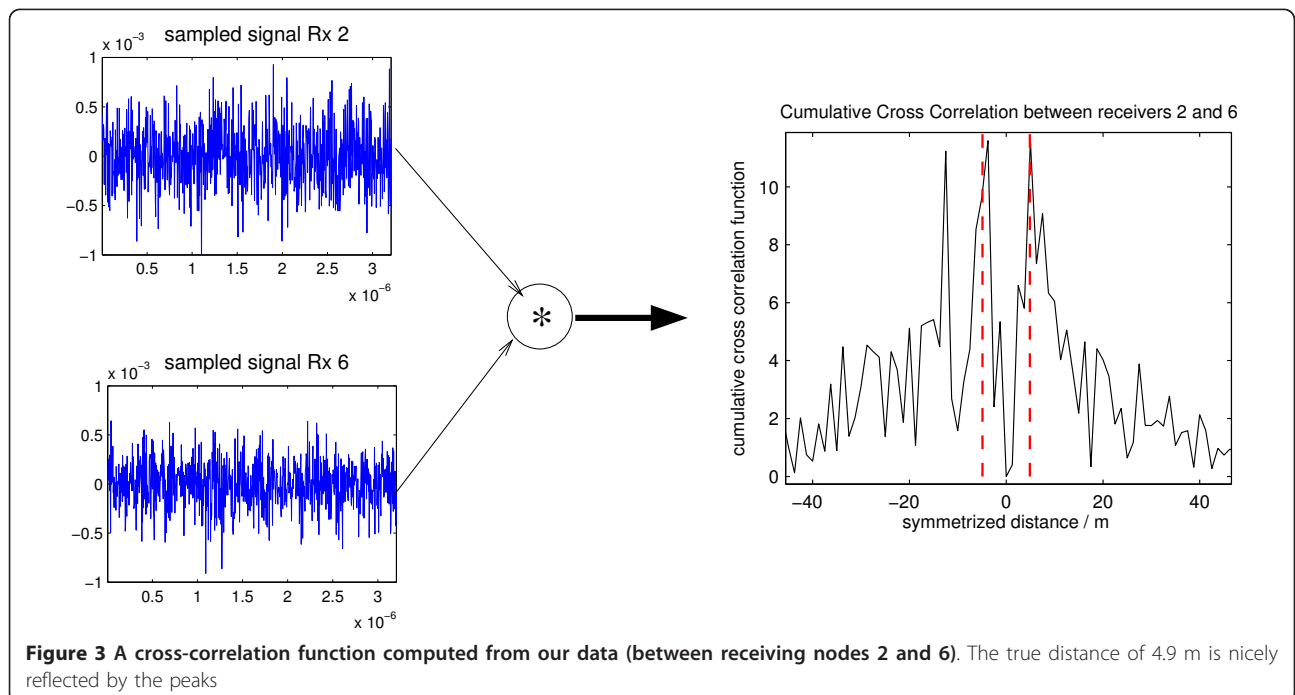 sampled signal Rx 2
x 10⁻³
1
0.5
0
−0.5
−1
0.5 1 1.5 2 2.5 3
x 10⁻⁶
sampled signal Rx 6
x 10⁻³
1
0.5
0
−0.5
−1
0.5 1 1.5 2 2.5 3
x 10⁻⁶
*
Cumulative Cross Correlation between receivers 2 and 6
cumulative cross correlation function
10
8
6
4
2
0
−40 −20 0 20 40
symmetrized distance / m
Figure 3 A cross-correlation function computed from our data (between receiving nodes 2 and 6). The true distance of 4.9 m is nicely
reflected by the peaks